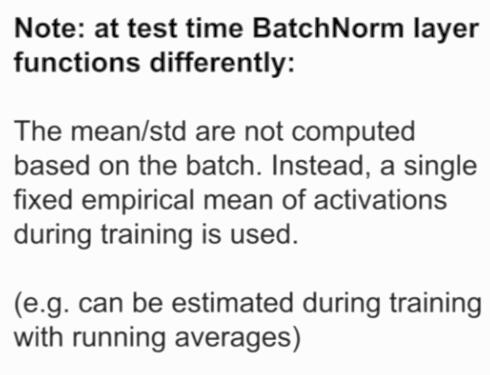 Note: at test time BatchNorm layer
functions differently:
The mean/std are not computed
based on the batch. Instead, a single
fixed empirical mean of activations
during training is used.
(e.g. can be estimated during training
with running averages)